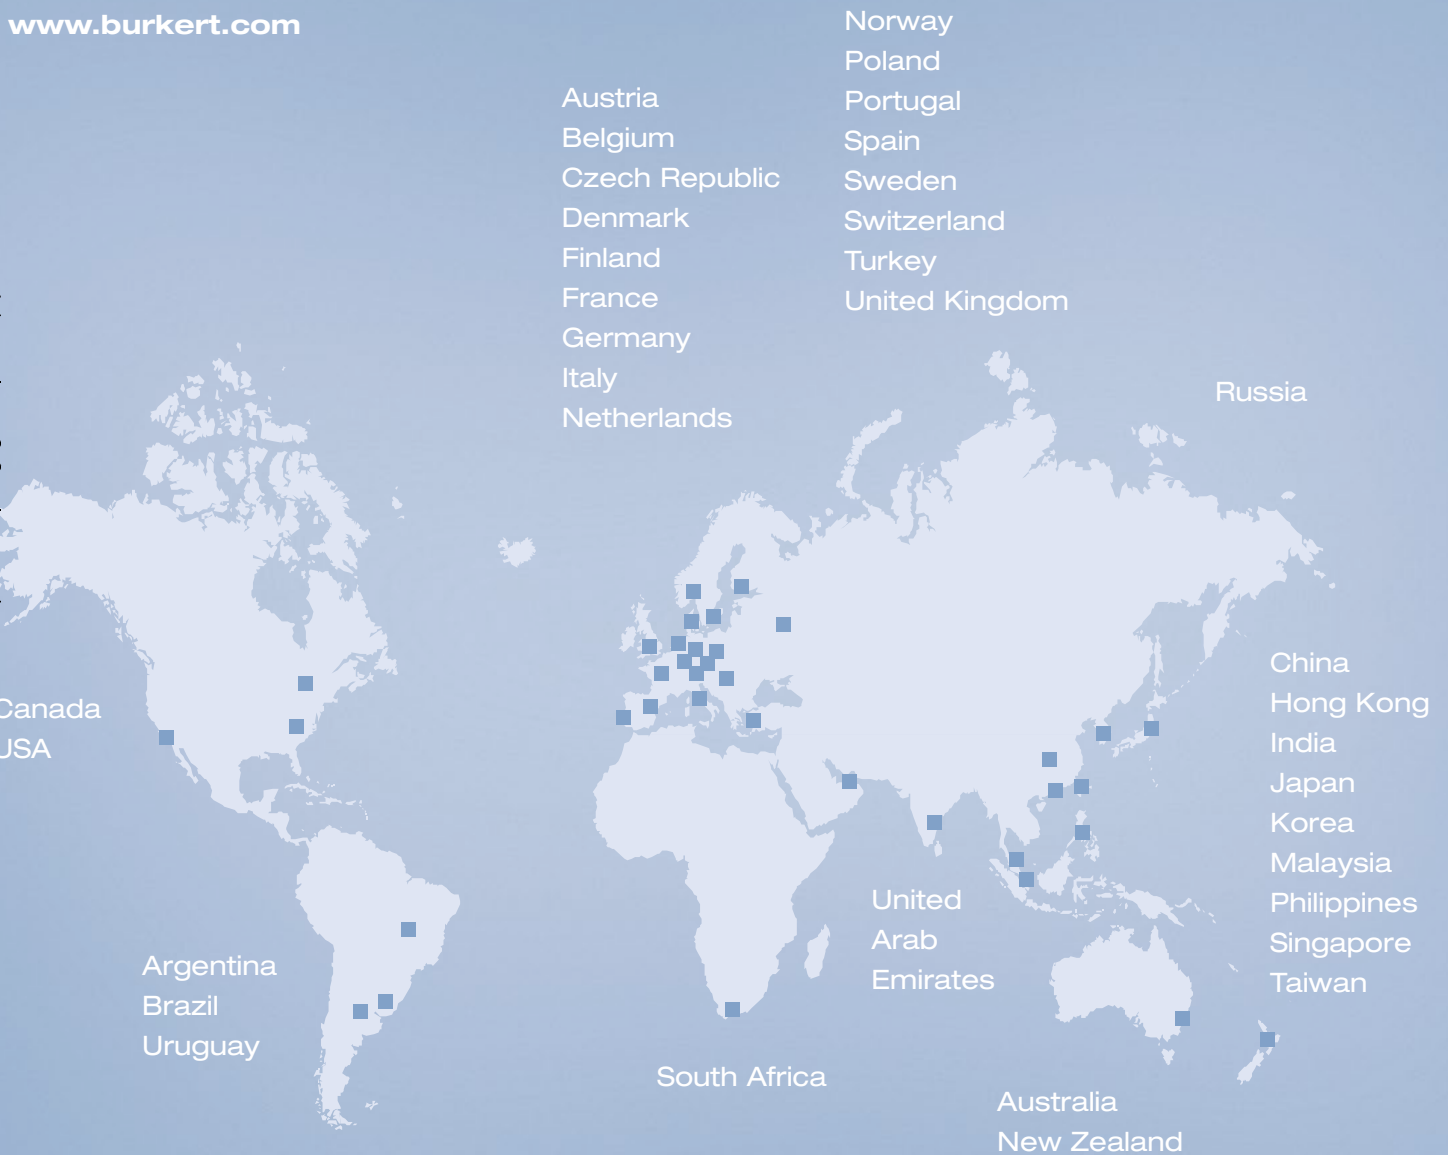 www.burkert.com
Austria
Belgium
Czech Republic
Denmark
Finland
France
Germany
Italy
Netherlands
Norway
Poland
Portugal
Spain
Sweden
Switzerland
Turkey
United Kingdom
Russia
Canada
USA
China
Hong Kong
India
Japan
Korea
Malaysia
Philippines
Singapore
Taiwan
United
Arab
Emirates
Argentina
Brazil
Uruguay
South Africa
Australia
New Zealand